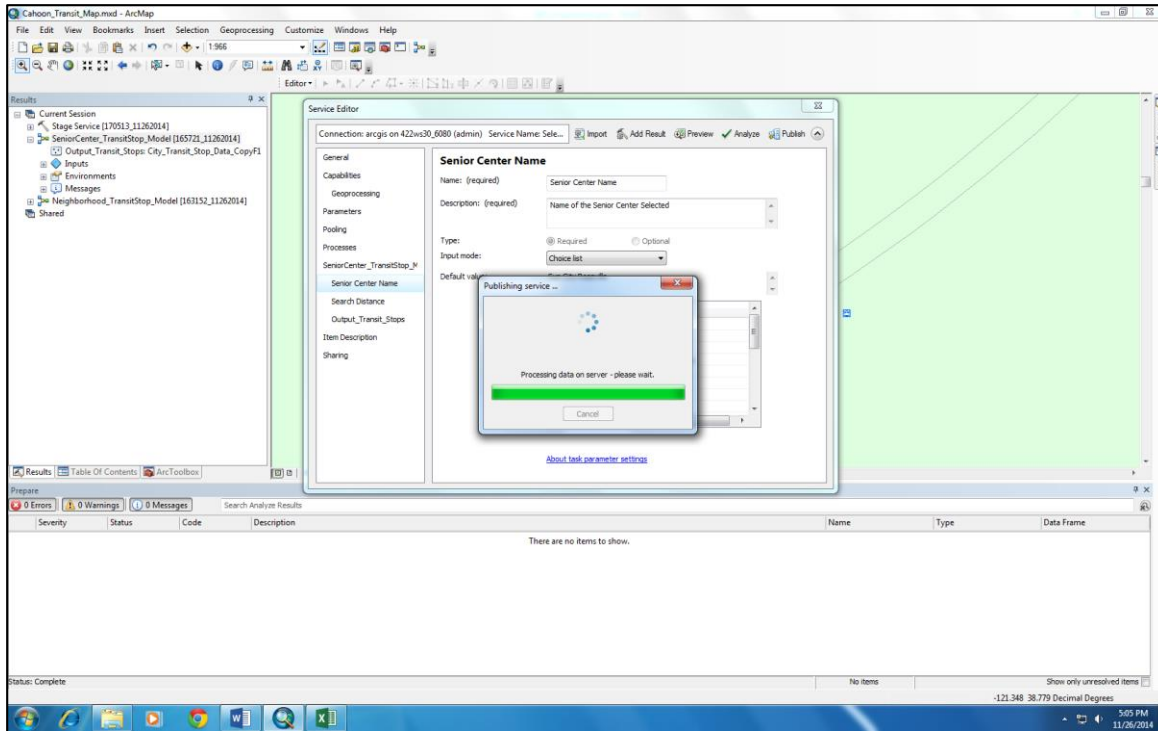 Cahoon_Transit_Map.mxd - ArcMap
File Edit View Bookmarks Insert Selection Geoprocessing Customize Windows Help
1:966
Editor
Results
Current Session
Stage Service [170513_11262014]
SeniorCenter_TransitStop_Model [165721_11262014]
Output_Transit_Stops: City_Transit_Stop_Data_CopyF1
Inputs
Environments
Messages
Neighborhood_TransitStop_Model [163152_11262014]
Shared
Service Editor
Connection: arcgis on 422ws30_6080 (admin) Service Name: Sele... Import Add Result Preview Analyze Publish
General
Capabilities
Geoprocessing
Parameters
Pooling
Processes
SeniorCenter_TransitStop_M
Senior Center Name
Search Distance
Output_Transit_Stops
Item Description
Sharing
Senior Center Name
Name: (required) Senior Center Name
Description: (required) Name of the Senior Center Selected
Type: Required Optional
Input mode: Choice list
Default value:
Publishing service ...
Processing data on server - please wait.
Cancel
About task parameter settings
Results Table Of Contents ArcToolbox
Prepare
0 Errors 0 Warnings 0 Messages Search Analyze Results
Severity Status Code Description Name Type Data Frame
There are no items to show.
Status: Complete No items Show only unresolved items
-121.348 38.779 Decimal Degrees
5:05 PM
11/26/2014